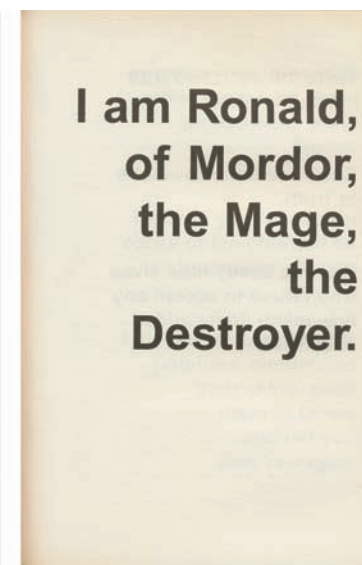 I am Ronald,
of Mordor,
the Mage,
the
Destroyer.